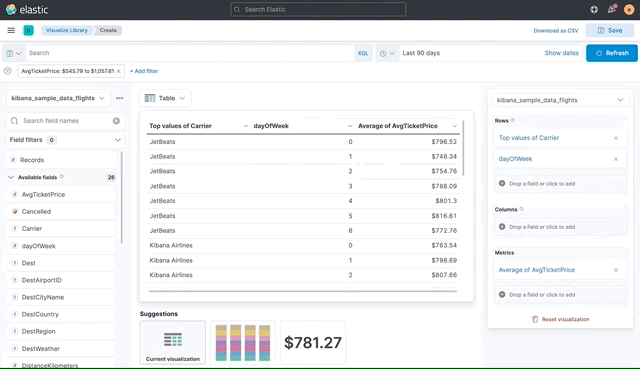 elastic
Search Elastic
Visualize Library
Create
Download as CSV
Save
Search
KQL
Last 90 days
Show dates
Refresh
AvgTicketPrice: $545.79 to $1,057.81 ×
+ Add filter
kibana_sample_data_flights
Search field names
Field filters 0
Records
Available fields 26
AvgTicketPrice
Cancelled
Carrier
dayOfWeek
Dest
DestAirportID
DestCityName
DestCountry
DestRegion
DestWeather
DistanceKilometers
Table
Top values of Carrier dayOfWeek Average of AvgTicketPrice
JetBeats 0 $796.52
JetBeats 1 $748.34
JetBeats 2 $754.76
JetBeats 3 $788.09
JetBeats 4 $801.3
JetBeats 5 $816.61
JetBeats 6 $772.76
Kibana Airlines 0 $763.54
Kibana Airlines 1 $798.69
Kibana Airlines 2 $807.66
Suggestions
Current visualization
$781.27
kibana_sample_data_flights
Rows
Top values of Carrier ×
dayOfWeek ×
Drop a field or click to add
Columns
Drop a field or click to add
Metrics
Average of AvgTicketPrice ×
Drop a field or click to add
Reset visualization